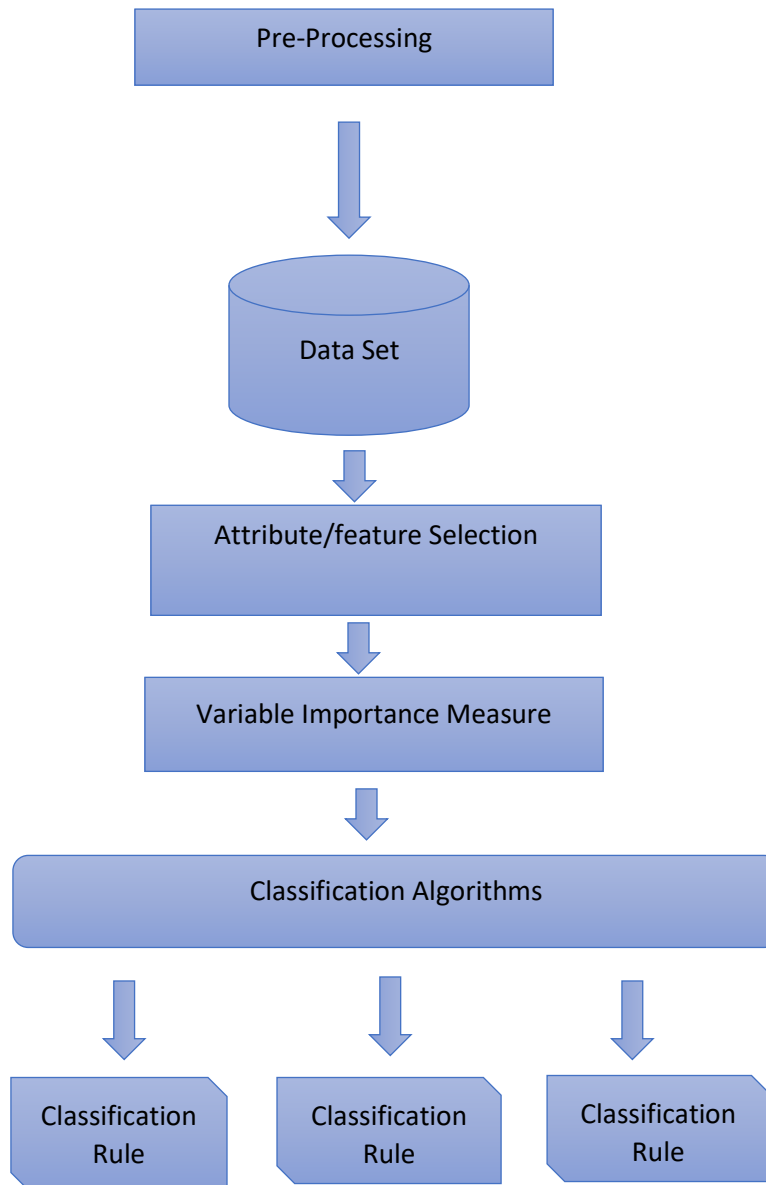 Pre-Processing
Data Set
Attribute/feature Selection
Variable Importance Measure
Classification Algorithms
Classification
Rule
Classification
Rule
Classification
Rule